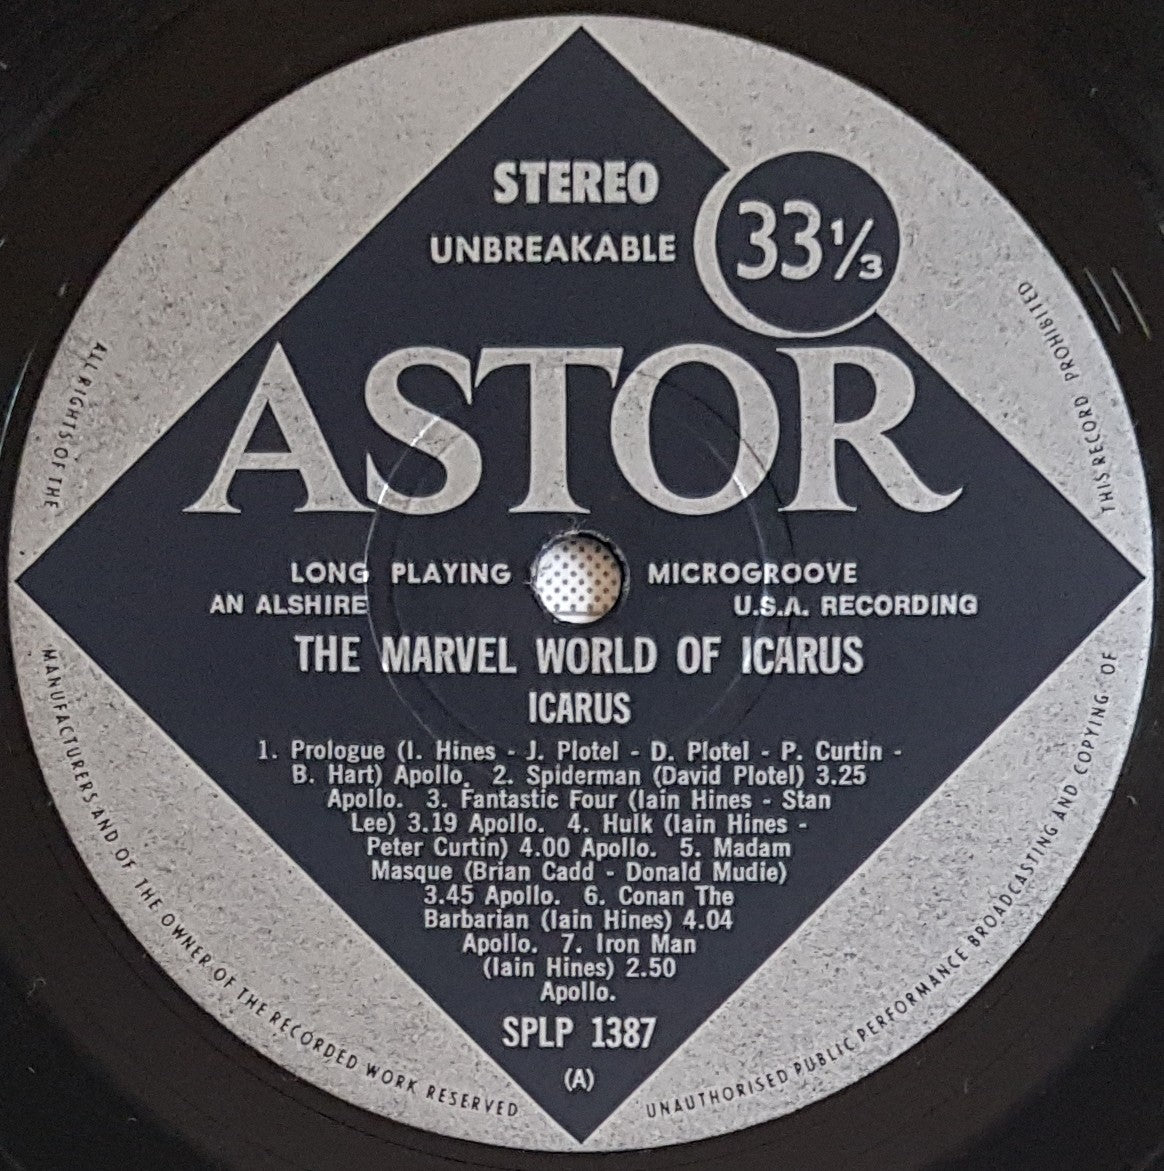 STEREO
UNBREAKABLE
33⅓
ASTOR
LONG PLAYING MICROGROOVE
AN ALSHIRE U.S.A. RECORDING
THE MARVEL WORLD OF ICARUS
ICARUS
1. Prologue (I. Hines - J. Plotel - D. Plotel - P. Curtin -
B. Hart) Apollo. 2. Spiderman (David Plotel) 3.25
Apollo. 3. Fantastic Four (Iain Hines - Stan
Lee) 3.19 Apollo. 4. Hulk (Iain Hines -
Peter Curtin) 4.00 Apollo. 5. Madam
Masque (Brian Cadd - Donald Mudie)
3.45 Apollo. 6. Conan The
Barbarian (Iain Hines) 4.04
Apollo. 7. Iron Man
(Iain Hines) 2.50
Apollo.
SPLP 1387
(A)
ALL RIGHTS OF THE
MANUFACTURERS AND OF THE OWNER OF THE RECORDED WORK RESERVED
UNAUTHORISED PUBLIC PERFORMANCE BROADCASTING AND COPYING OF
THIS RECORD PROHIBITED